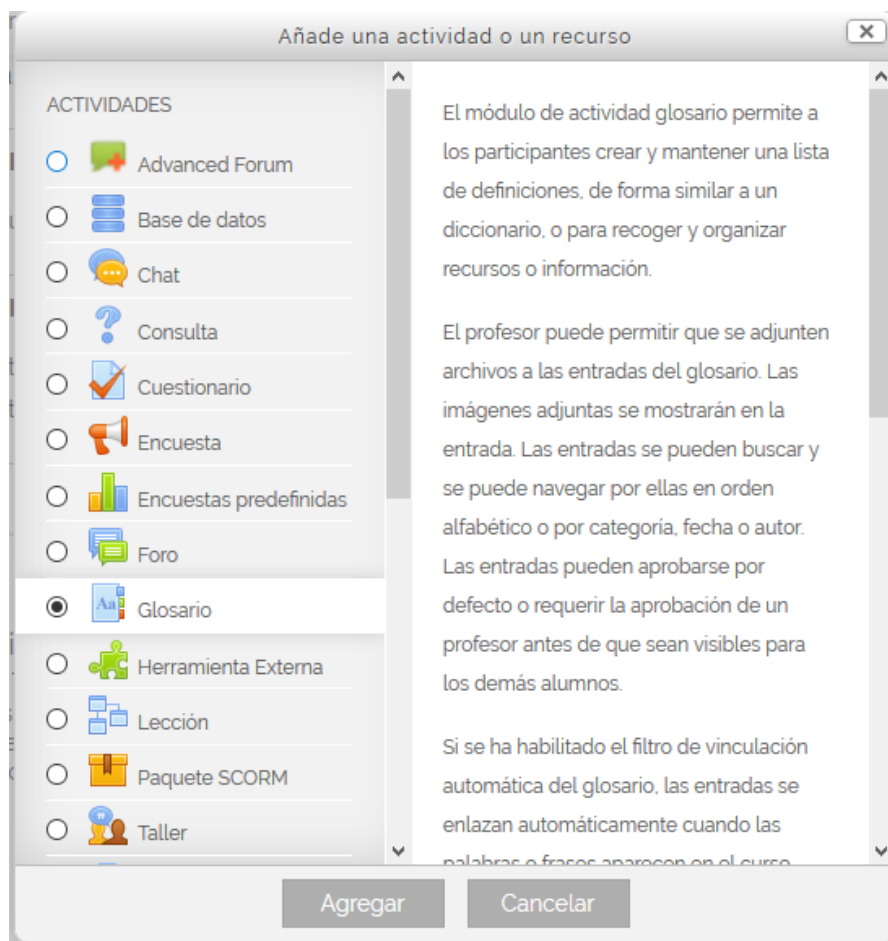 Añade una actividad o un recurso
ACTIVIDADES
Advanced Forum
Base de datos
Chat
Consulta
Cuestionario
Encuesta
Encuestas predefinidas
Foro
Glosario
Herramienta Externa
Lección
Paquete SCORM
Taller
El módulo de actividad glosario permite a
los participantes crear y mantener una lista
de definiciones, de forma similar a un
diccionario, o para recoger y organizar
recursos o información.
El profesor puede permitir que se adjunten
archivos a las entradas del glosario. Las
imágenes adjuntas se mostrarán en la
entrada. Las entradas se pueden buscar y
se puede navegar por ellas en orden
alfabético o por categoría, fecha o autor.
Las entradas pueden aprobarse por
defecto o requerir la aprobación de un
profesor antes de que sean visibles para
los demás alumnos.
Si se ha habilitado el filtro de vinculación
automática del glosario, las entradas se
enlazan automáticamente cuando las
palabras o frases aparecen en el curso.
Agregar
Cancelar